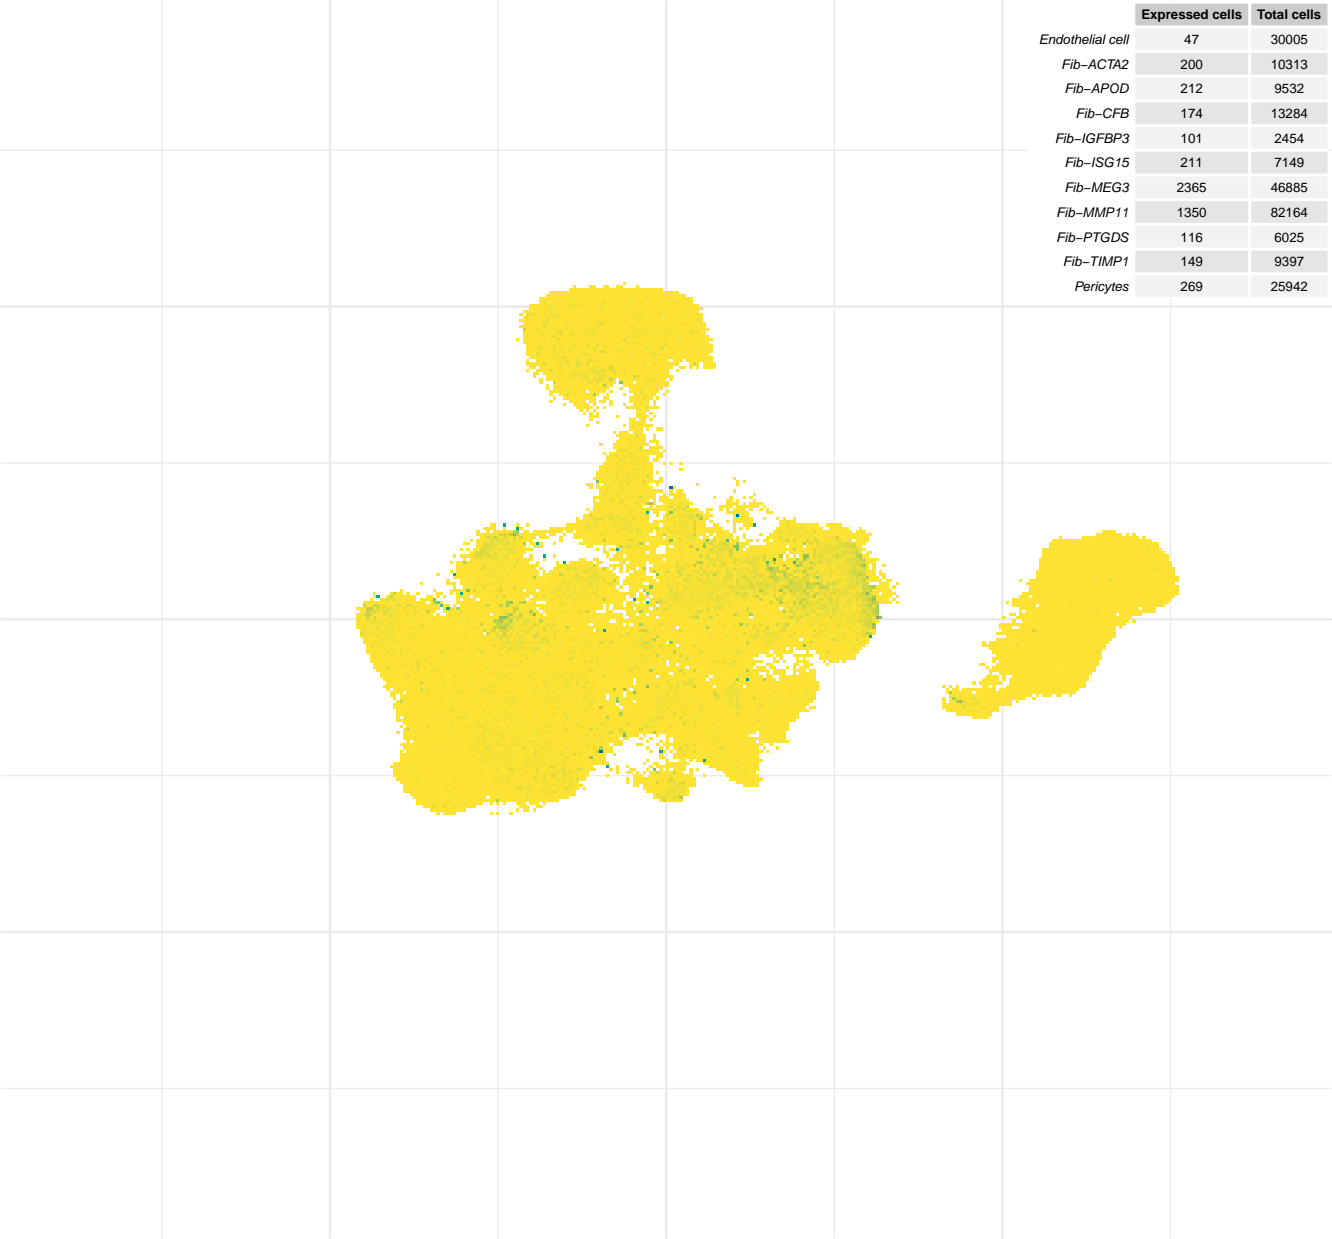 Expressed cells Total cells
Endothelial cell 47 30005
Fib−ACTA2 200 10313
Fib−APOD 212 9532
Fib−CFB 174 13284
Fib−IGFBP3 101 2454
Fib−ISG15 211 7149
Fib−MEG3 2365 46885
Fib−MMP11 1350 82164
Fib−PTGDS 116 6025
Fib−TIMP1 149 9397
Pericytes 269 25942